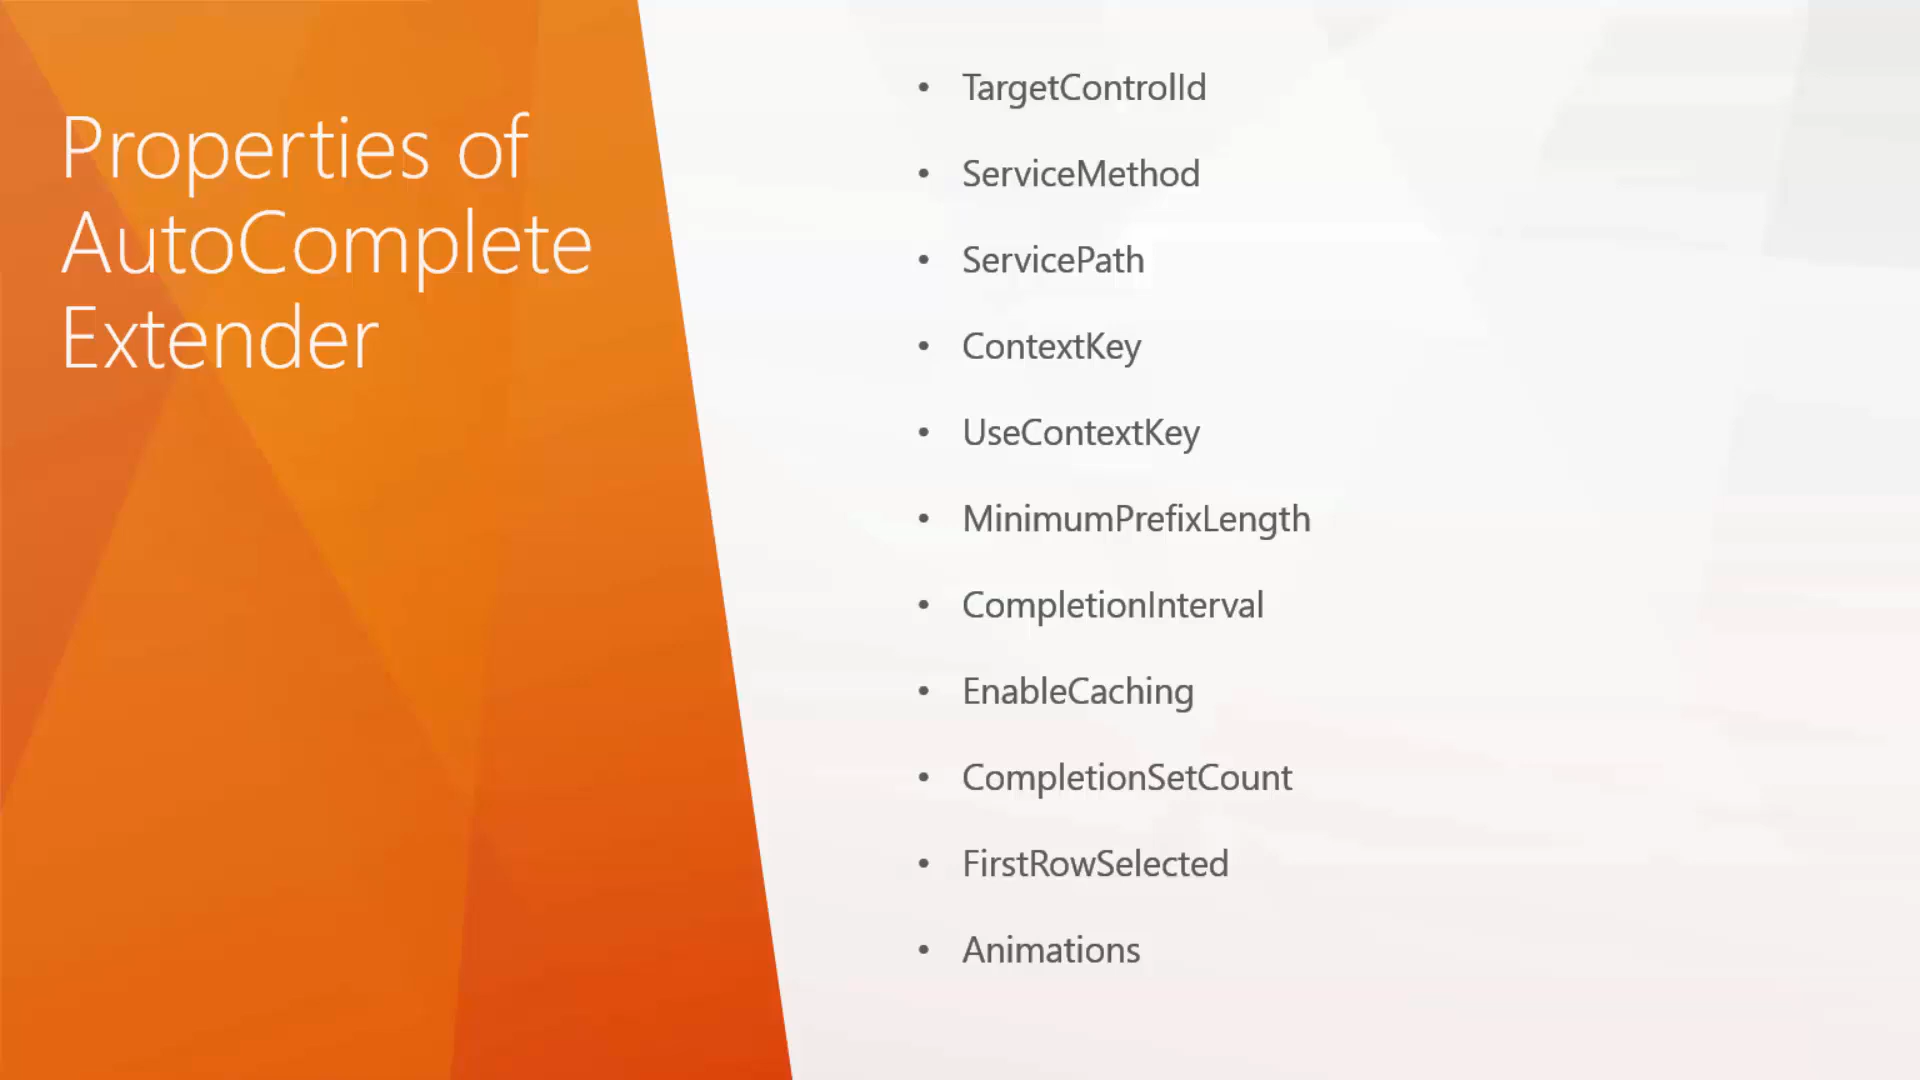 Properties of
AutoComplete
Extender
• TargetControlId
• ServiceMethod
• ServicePath
• ContextKey
• UseContextKey
• MinimumPrefixLength
• CompletionInterval
• EnableCaching
• CompletionSetCount
• FirstRowSelected
• Animations